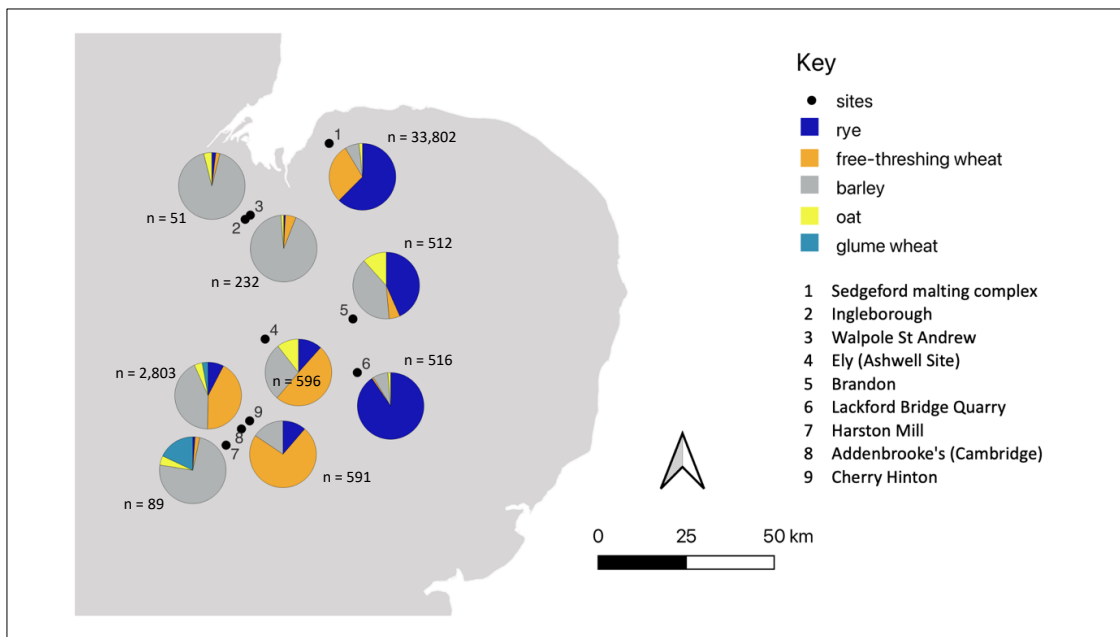 1
n = 33,802
n = 51
3
2
n = 232
n = 512
5
4
n = 2,803
n = 596
6
n = 516
9
8
7
n = 591
n = 89
Key
sites
rye
free-threshing wheat
barley
oat
glume wheat
1 Sedgeford malting complex
2 Ingleborough
3 Walpole St Andrew
4 Ely (Ashwell Site)
5 Brandon
6 Lackford Bridge Quarry
7 Harston Mill
8 Addenbrooke's (Cambridge)
9 Cherry Hinton
0 25 50 km